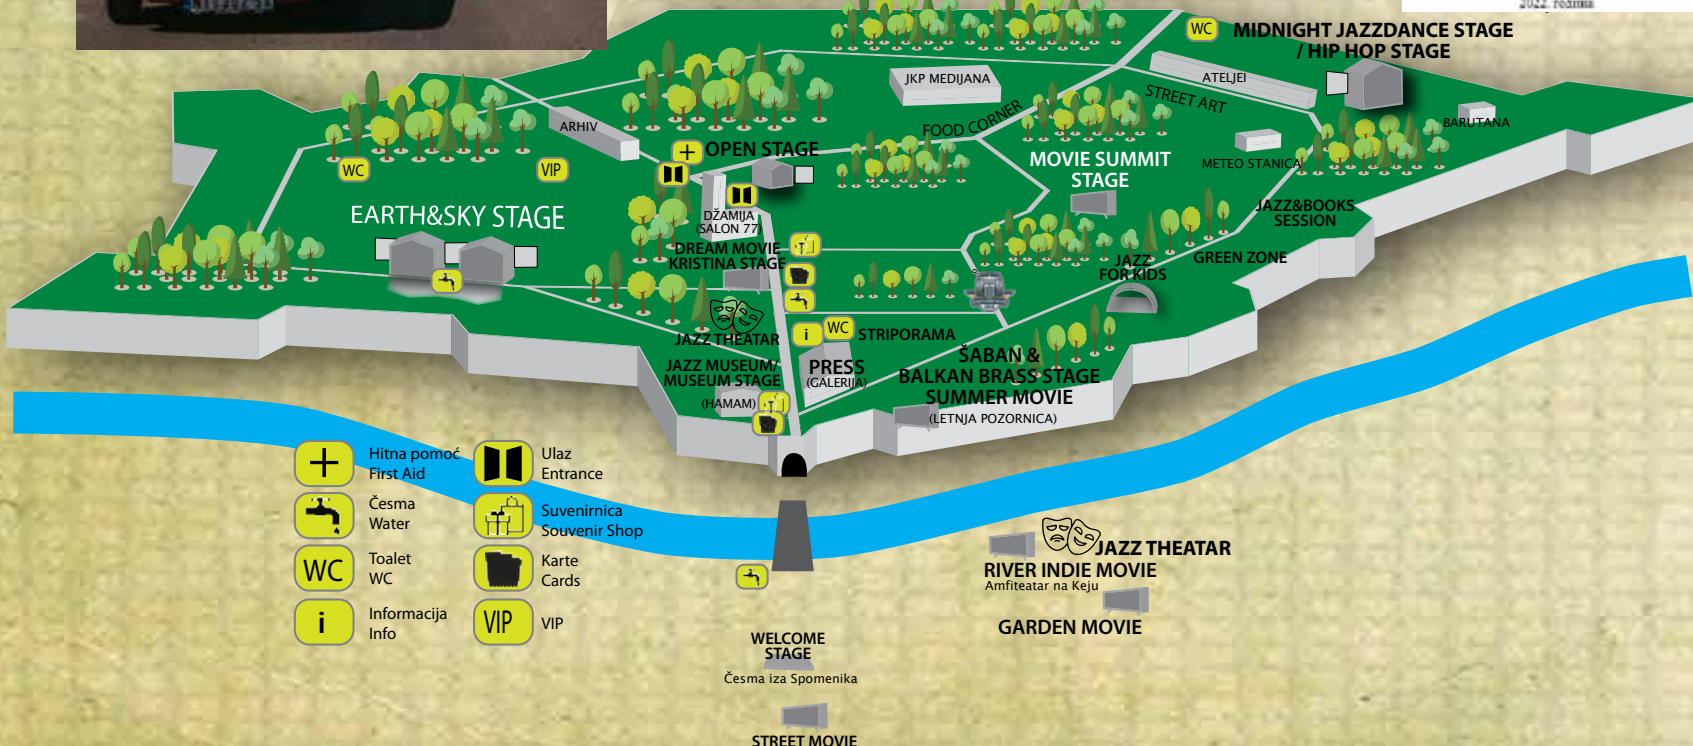 2022. година
WC
MIDNIGHT JAZZDANCE STAGE
/ HIP HOP STAGE
JKP MEDIJANA
ATELJEI
STREET ART
FOOD CORNER
BARUTANA
ARHIV
OPEN STAGE
METEO STANICA
MOVIE SUMMIT
STAGE
WC
VIP
EARTH&SKY STAGE
DŽAMIJA
(SALON 77)
JAZZ&BOOKS
SESSION
DREAM MOVIE
KRISTINA STAGE
GREEN ZONE
JAZZ
FOR KIDS
JAZZ THEATAR
i
WC
STRIPORAMA
JAZZ MUSEUM/
MUSEUM STAGE
(HAMAM)
PRESS
(GALERIJA)
ŠABAN &
BALKAN BRASS STAGE
SUMMER MOVIE
(LETNJA POZORNICA)
Hitna pomoć
First Aid
Ulaz
Entrance
Česma
Water
Suvenirnica
Souvenir Shop
WC
Toalet
WC
Karte
Cards
i
Informacija
Info
VIP
VIP
JAZZ THEATAR
RIVER INDIE MOVIE
Amfiteatar na Keju
GARDEN MOVIE
WELCOME
STAGE
Česma iza Spomenika
STREET MOVIE